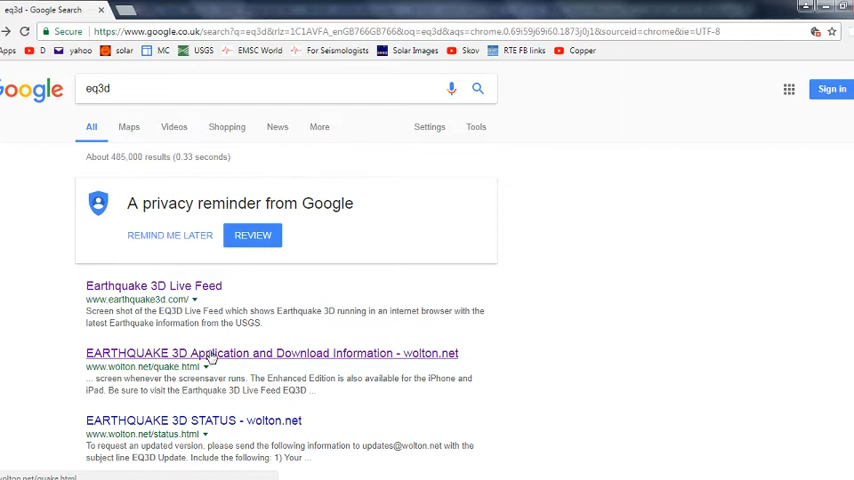 eq3d - Google Search
Secure https://www.google.co.uk/search?q=eq3d&rlz=1C1AVFA_enGB766GB766&oq=eq3d&aqs=chrome.0.69i59j69i60.1873j0j1&sourceid=chrome&ie=UTF-8
Apps D yahoo solar MC USGS EMSC World For Seismologists Solar Images Skov RTE FB links Copper
Google eq3d Sign in
All Maps Videos Shopping News More Settings Tools
About 485,000 results (0.33 seconds)
A privacy reminder from Google
REMIND ME LATER REVIEW
Earthquake 3D Live Feed
www.earthquake3d.com/
Screen shot of the EQ3D Live Feed which shows Earthquake 3D running in an internet browser with the
latest Earthquake information from the USGS.
EARTHQUAKE 3D Application and Download Information - wolton.net
www.wolton.net/quake.html
... screen whenever the screensaver runs. The Enhanced Edition is also available for the iPhone and
iPad. Be sure to visit the Earthquake 3D Live Feed EQ3D ...
EARTHQUAKE 3D STATUS - wolton.net
www.wolton.net/status.html
To request an updated version, please send the following information to updates@wolton.net with the
subject line EQ3D Update. Include the following: 1) Your ...
wolton.net/quake.html